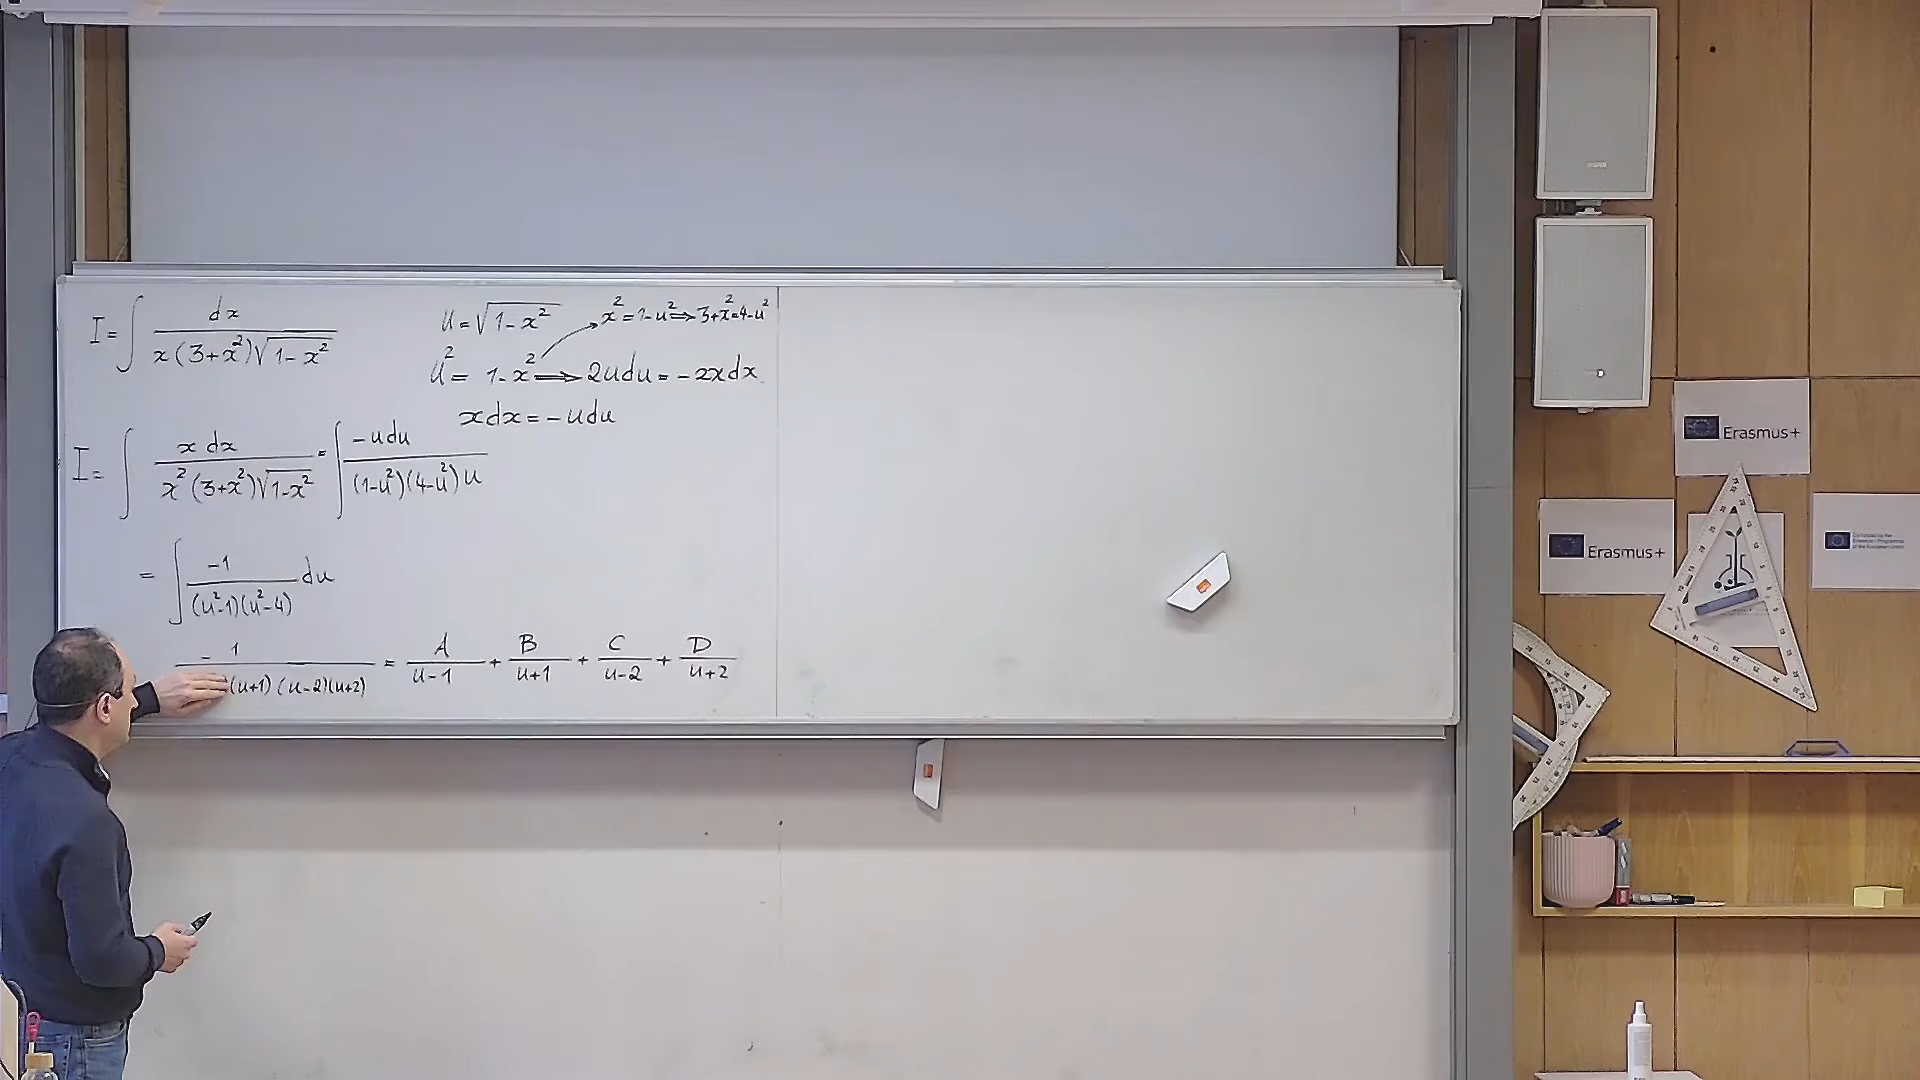 I = ∫ dx / x(3+x²)√(1-x²)
u = √(1-x²)
x² = 1-u² ⇒ 3+x² = 4-u²
u² = 1-x² ⟹ 2udu = -2xdx
xdx = -udu
I = ∫ x dx / x²(3+x²)√(1-x²) = ∫ -udu / (1-u²)(4-u²)u
= ∫ -1 / (u²-1)(u²-4) du
-1 / (u+1)(u-2)(u+2) = A/(u-1) + B/(u+1) + C/(u-2) + D/(u+2)
Erasmus+
Erasmus+